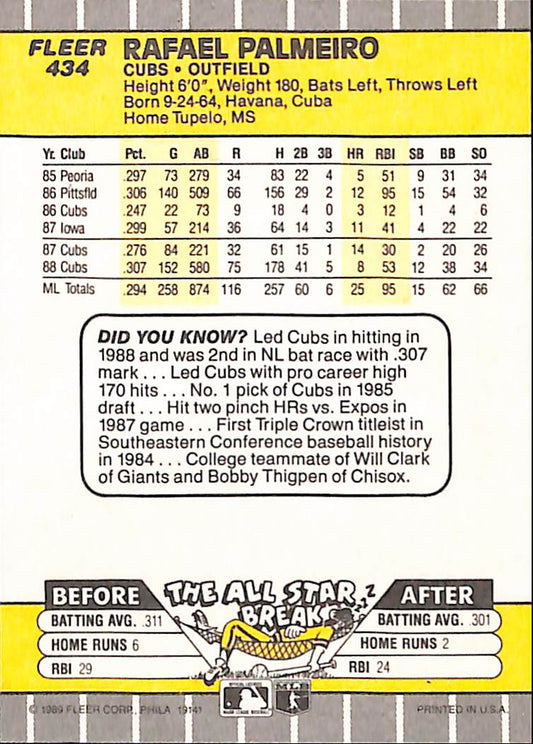 FLEER
434
RAFAEL PALMEIRO
CUBS • OUTFIELD
Height 6'0", Weight 180, Bats Left, Throws Left
Born 9-24-64, Havana, Cuba
Home Tupelo, MS
Yr. Club Pct. G AB R H 2B 3B HR RBI SB BB SO
85 Peoria .297 73 279 34 83 22 4 5 51 9 31 34
86 Pittsfld .306 140 509 66 156 29 2 12 95 15 54 32
86 Cubs .247 22 73 9 18 4 0 3 12 1 4 6
87 Iowa .299 57 214 36 64 14 3 11 41 4 22 22
87 Cubs .276 84 221 32 61 15 1 14 30 2 20 26
88 Cubs .307 152 580 75 178 41 5 8 53 12 38 34
ML Totals .294 258 874 116 257 60 6 25 95 15 62 66
DID YOU KNOW? Led Cubs in hitting in
1988 and was 2nd in NL bat race with .307
mark . . . Led Cubs with pro career high
170 hits . . . No. 1 pick of Cubs in 1985
draft . . . Hit two pinch HRs vs. Expos in
1987 game . . . First Triple Crown titleist in
Southeastern Conference baseball history
in 1984 . . . College teammate of Will Clark
of Giants and Bobby Thigpen of Chisox.
THE ALL STAR
BREAK
Z Z Z
BEFORE
BATTING AVG. .311
HOME RUNS 6
RBI 29
AFTER
BATTING AVG. .301
HOME RUNS 2
RBI 24
MLB
© 1989 FLEER CORP., PHILA 19141
PRINTED IN U.S.A.